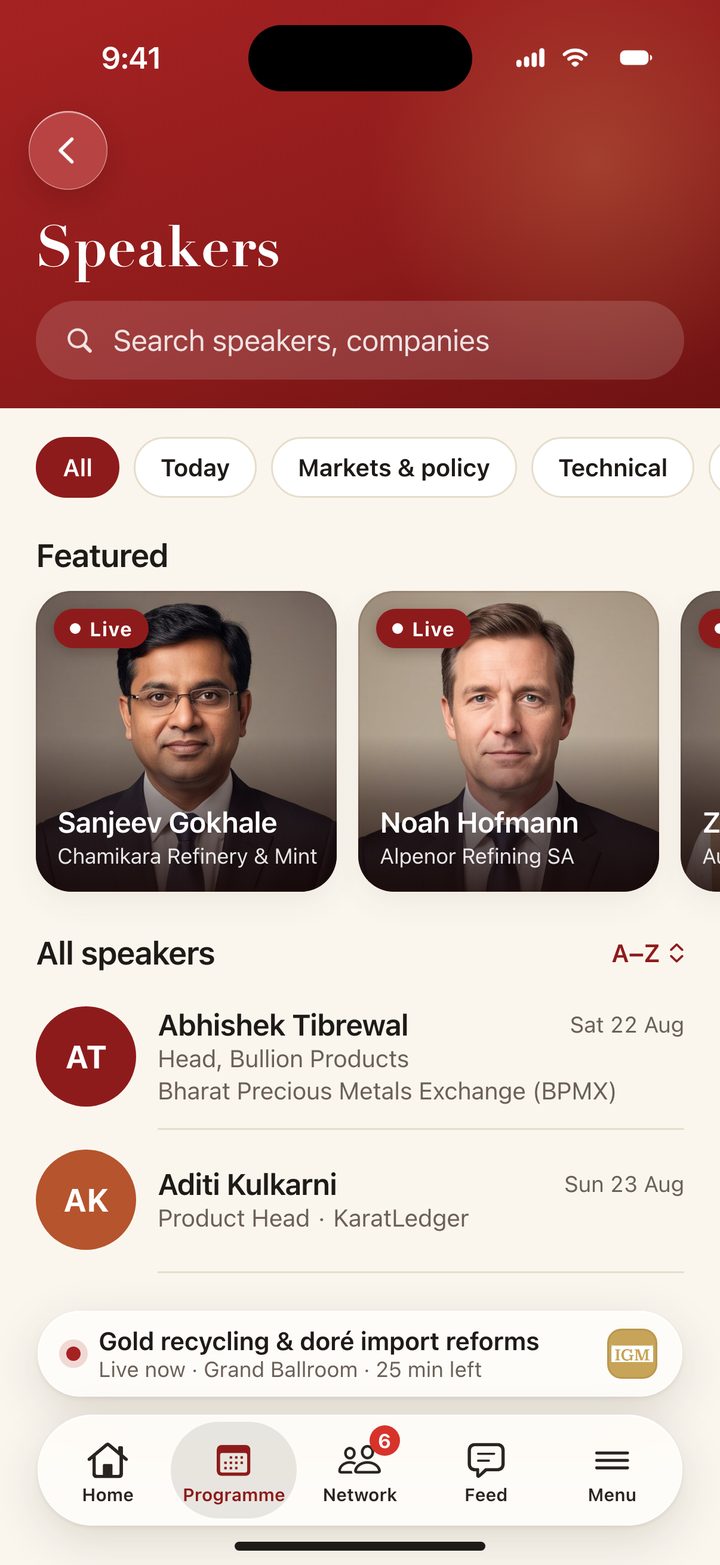 9:41
Speakers
Search speakers, companies
All
Today
Markets & policy
Technical
Featured
Live
Live
Sanjeev Gokhale
Chamikara Refinery & Mint
Noah Hofmann
Alpenor Refining SA
Z
Au
All speakers
A–Z
AT
Abhishek Tibrewal
Sat 22 Aug
Head, Bullion Products
Bharat Precious Metals Exchange (BPMX)
AK
Aditi Kulkarni
Sun 23 Aug
Product Head · KaratLedger
Gold recycling & doré import reforms
Live now · Grand Ballroom · 25 min left
IGM
6
Home
Programme
Network
Feed
Menu